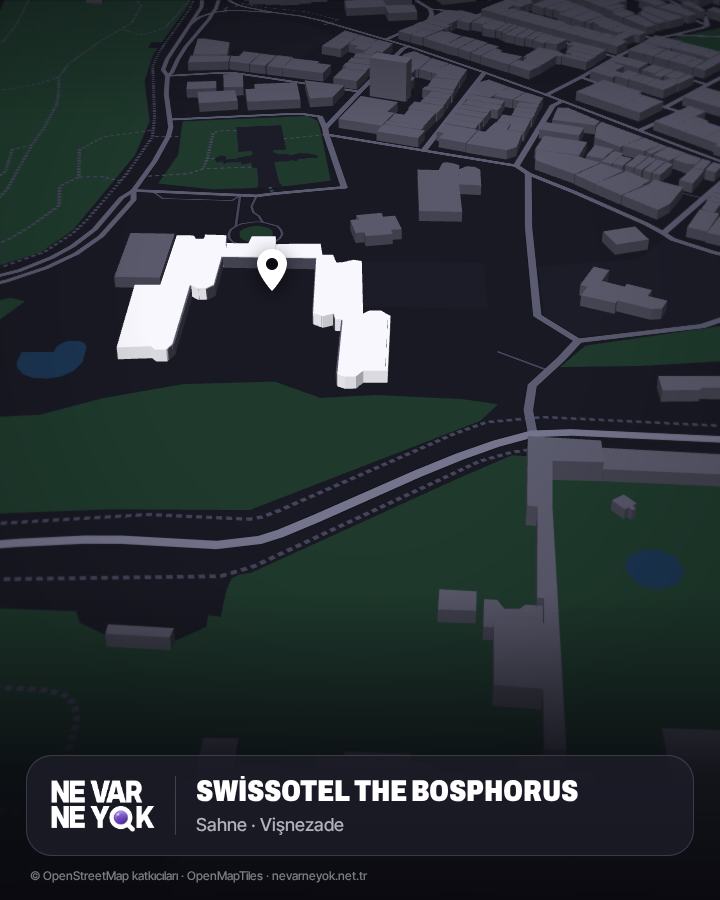 NE VAR
NE YOK
SWİSSOTEL THE BOSPHORUS
Sahne · Vişnezade
© OpenStreetMap katkıcıları · OpenMapTiles · nevarneyok.net.tr